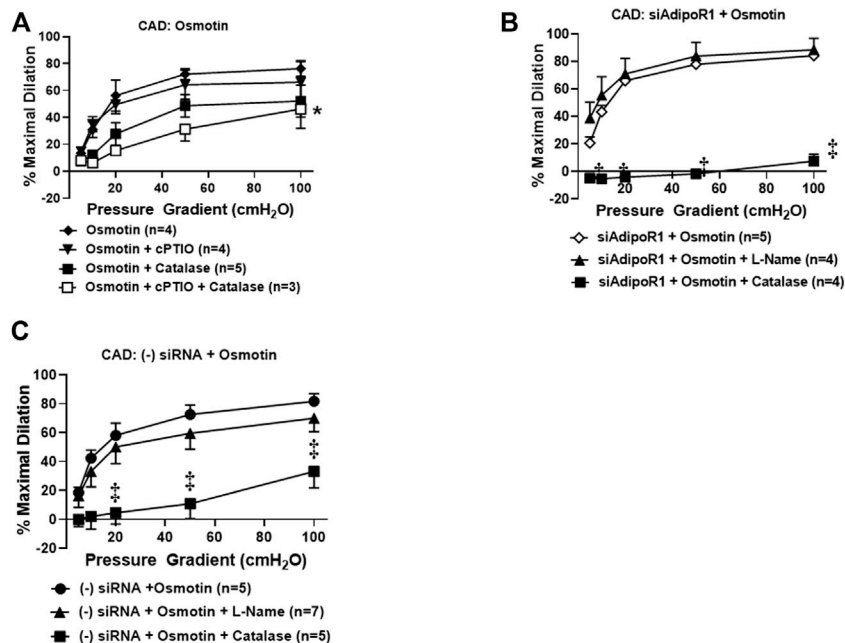 A
CAD: Osmotin
% Maximal Dilation
100
80
60
40
20
0
-20
20 40 60 80 100
Pressure Gradient (cmH₂O)
Osmotin (n=4)
Osmotin + cPTIO (n=4)
Osmotin + Catalase (n=5)
Osmotin + cPTIO + Catalase (n=3)
*
B
CAD: siAdipoR1 + Osmotin
% Maximal Dilation
100
80
60
40
20
0
-20
† † † ‡
20 40 60 80 100
Pressure Gradient (cmH₂O)
siAdipoR1 + Osmotin (n=5)
siAdipoR1 + Osmotin + L-Name (n=4)
siAdipoR1 + Osmotin + Catalase (n=4)
C
CAD: (-) siRNA + Osmotin
% Maximal Dilation
100
80
60
40
20
0
-20
‡ ‡ ‡
20 40 60 80 100
Pressure Gradient (cmH₂O)
(-) siRNA +Osmotin (n=5)
(-) siRNA + Osmotin + L-Name (n=7)
(-) siRNA + Osmotin + Catalase (n=5)